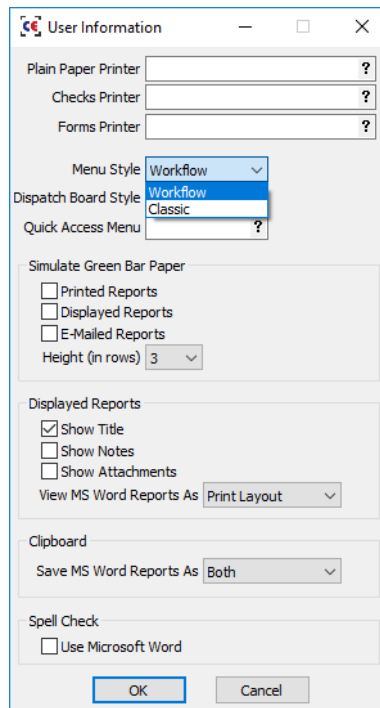 CE User Information
Plain Paper Printer ?
Checks Printer ?
Forms Printer ?
Menu Style Workflow
Workflow
Dispatch Board Style
Classic
Quick Access Menu ?
Simulate Green Bar Paper
Printed Reports
Displayed Reports
E-Mailed Reports
Height (in rows) 3
Displayed Reports
Show Title
Show Notes
Show Attachments
View MS Word Reports As Print Layout
Clipboard
Save MS Word Reports As Both
Spell Check
Use Microsoft Word
OK Cancel